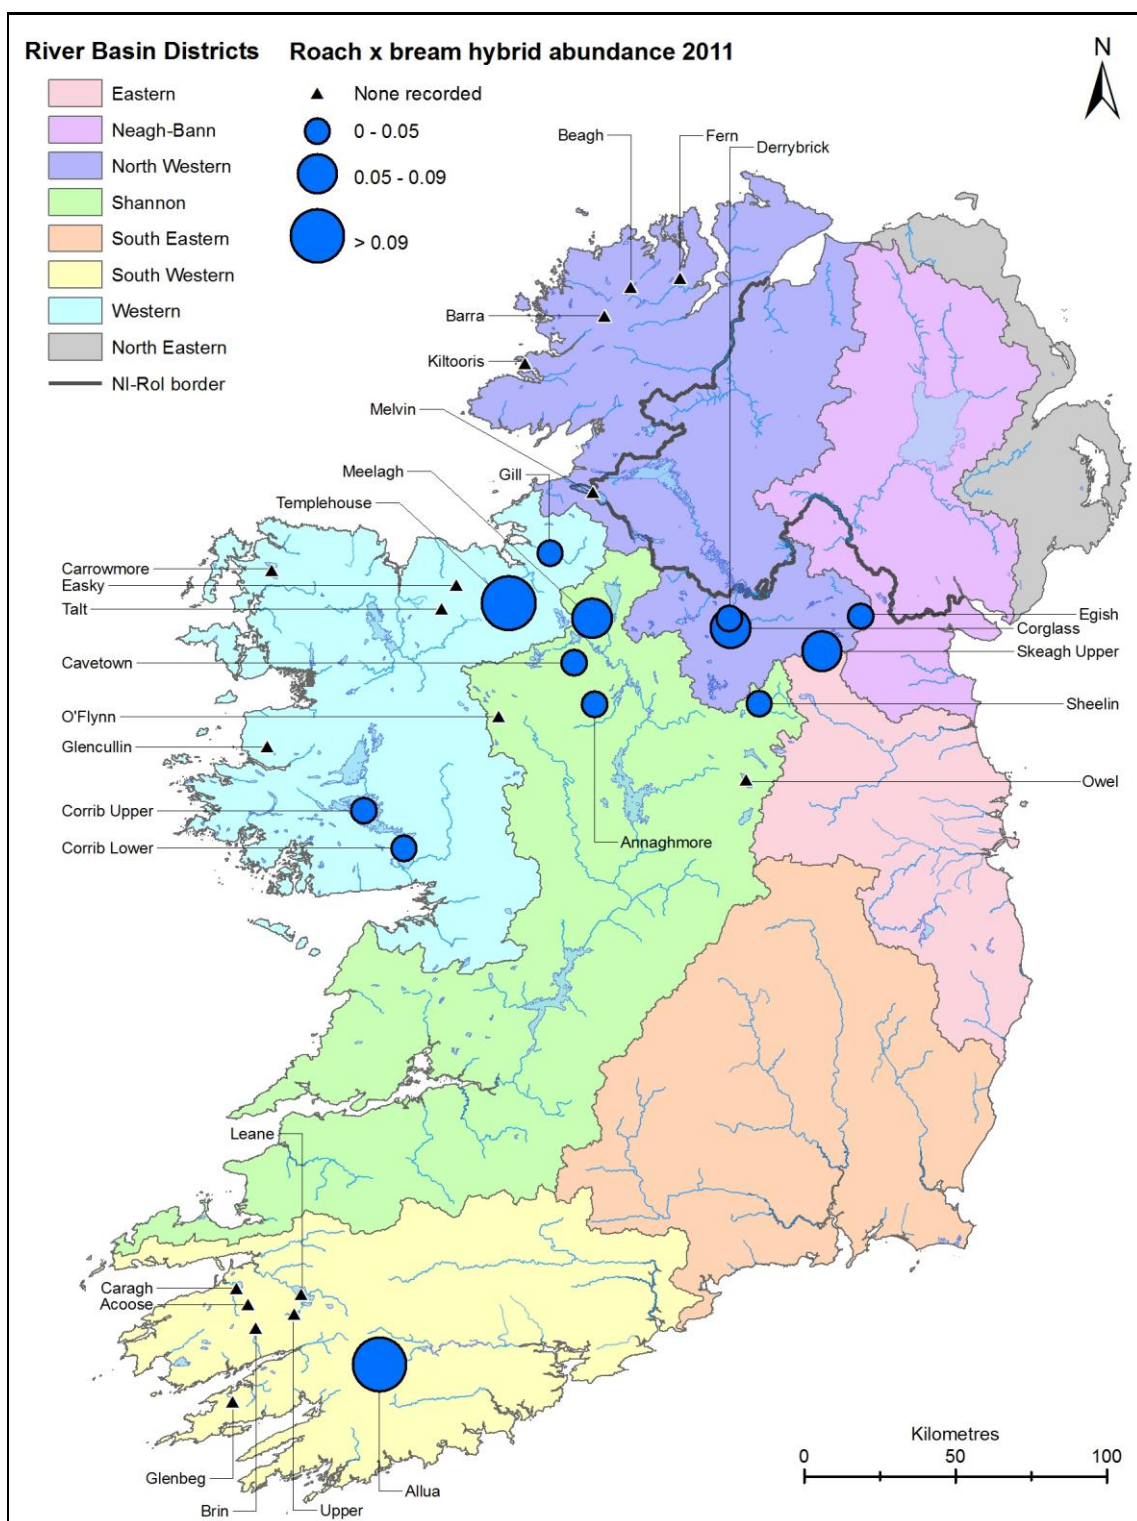 River Basin Districts
Eastern
Neagh-Bann
North Western
Shannon
South Eastern
South Western
Western
North Eastern
NI-RoI border
Roach x bream hybrid abundance 2011
None recorded
0 - 0.05
0.05 - 0.09
> 0.09
N
Beagh
Fern
Derrybrick
Barra
Kiltooris
Melvin
Meelagh
Gill
Templehouse
Carrowmore
Easky
Talt
Cavetown
O'Flynn
Glencullin
Corrib Upper
Corrib Lower
Egish
Corglass
Skeagh Upper
Sheelin
Owel
Annaghmore
Leane
Caragh
Acoose
Glenbeg
Brin
Upper
Allua
Kilometres
0 50 100